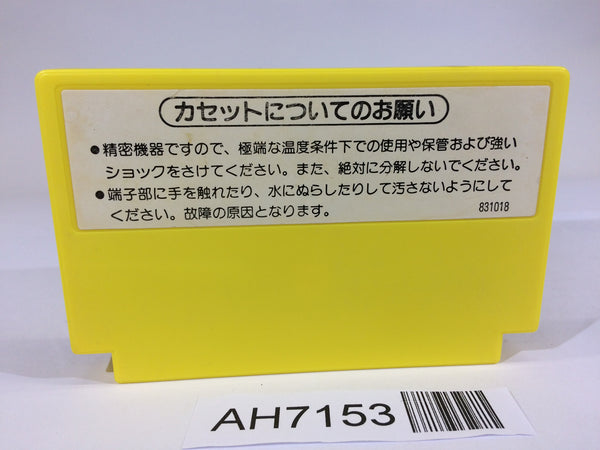 カセットについてのお願い
●精密機器ですので、極端な温度条件下での使用や保管および強い
ショックをさけてください。また、絶対に分解しないでください。
●端子部に手を触れたり、水にぬらしたりして汚さないようにして
ください。故障の原因となります。
831018
AH7153